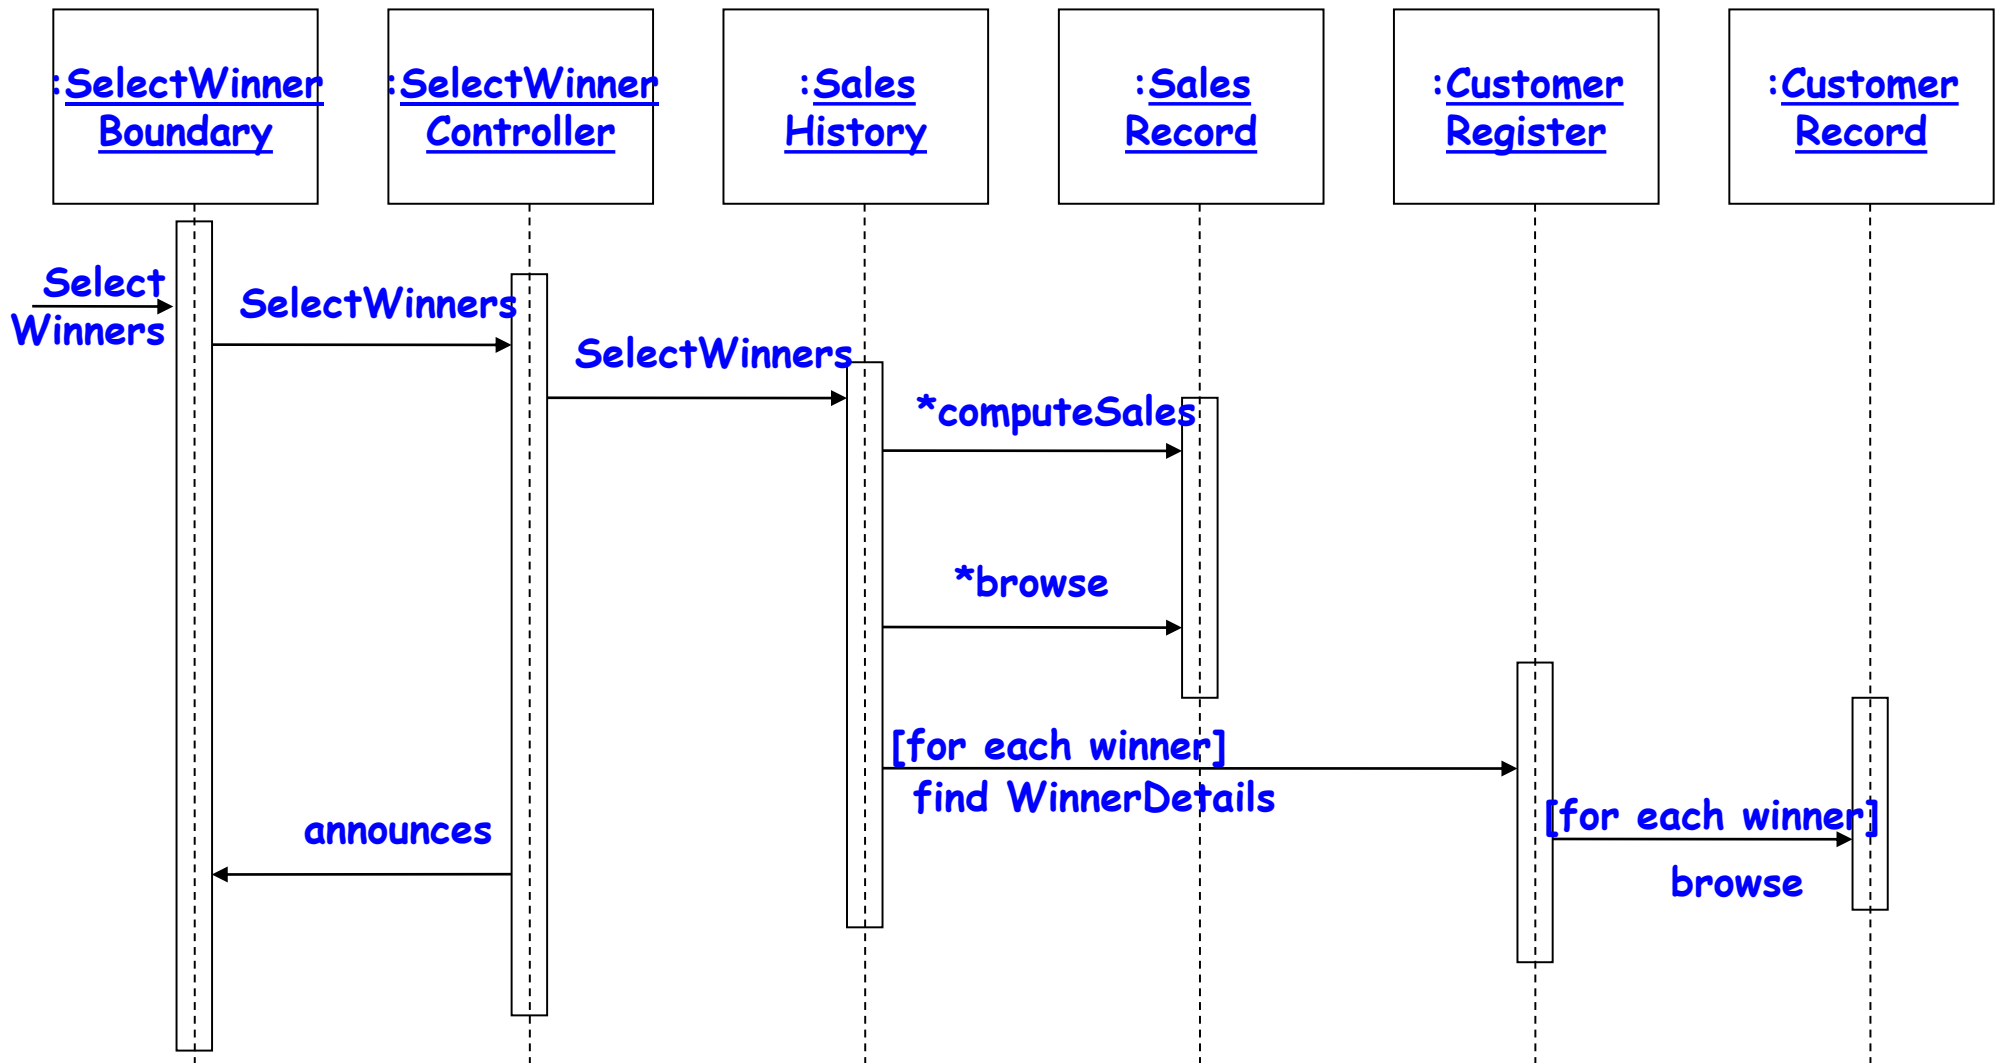 :SelectWinner
Boundary
:SelectWinner
Controller
:Sales
History
:Sales
Record
:Customer
Register
:Customer
Record
Select
Winners
SelectWinners
SelectWinners
*computeSales
*browse
[for each winner]
find WinnerDetails
[for each winner]
browse
announces